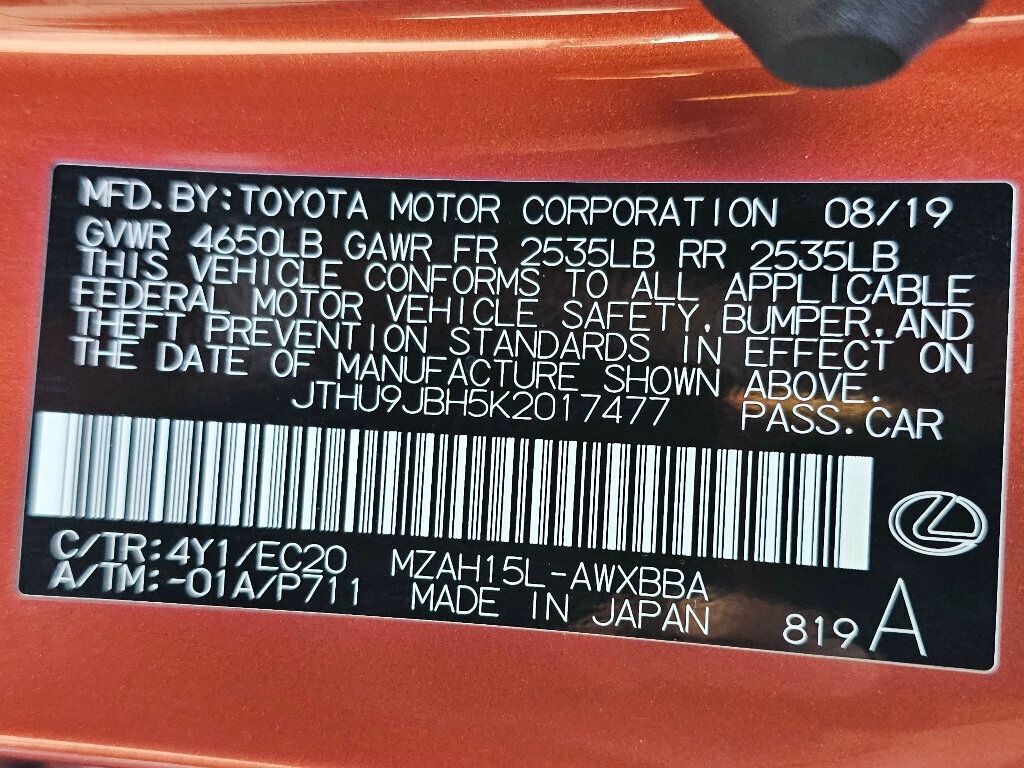 MFD.BY:TOYOTA MOTOR CORPORATION 08/19
GVWR 4650LB GAWR FR 2535LB RR 2535LB
THIS VEHICLE CONFORMS TO ALL APPLICABLE
FEDERAL MOTOR VEHICLE SAFETY,BUMPER,AND
THEFT PREVENTION STANDARDS IN EFFECT ON
THE DATE OF MANUFACTURE SHOWN ABOVE.
JTHU9JBH5K2017477 PASS.CAR
C/TR:4Y1/EC20 MZAH15L-AWXBBA
A/TM:-01A/P711 MADE IN JAPAN 819 A